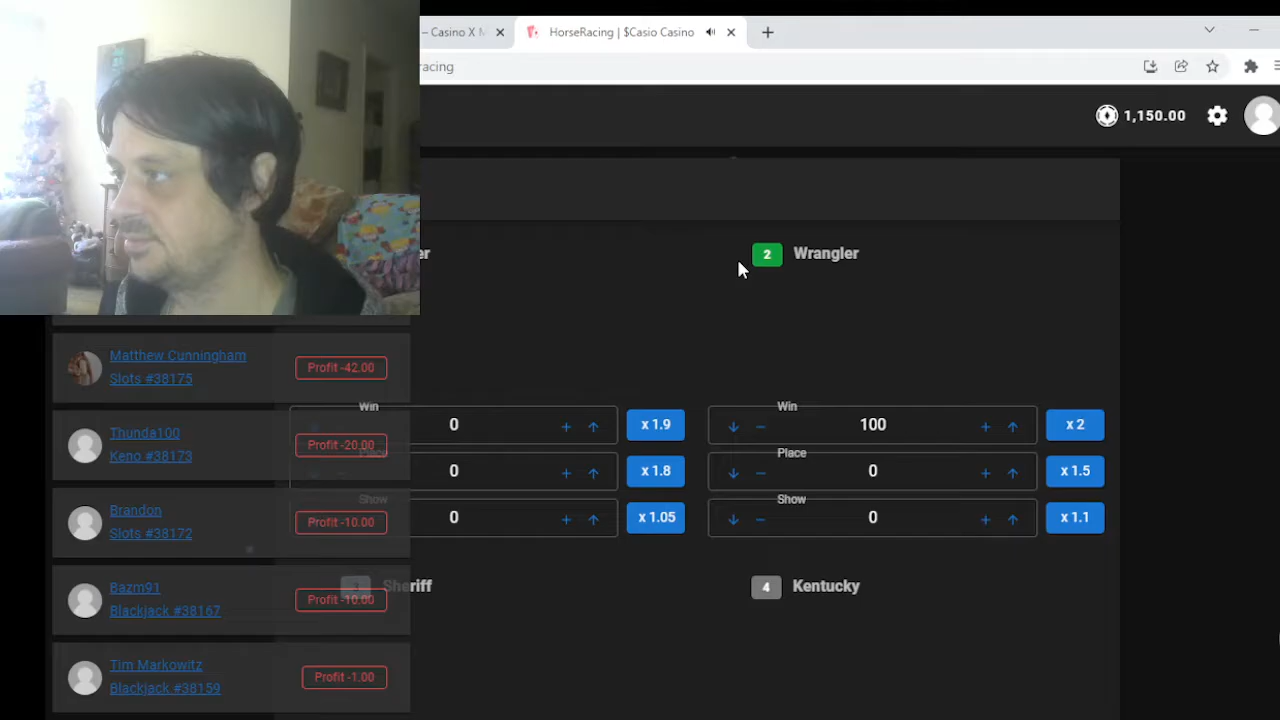 – Casino X M
HorseRacing | $Casio Casino
racing
1,150.00
er
2 Wrangler
Matthew Cunningham
Slots #38175
Profit -42.00
Thunda100
Keno #38173
Profit -20.00
Brandon
Slots #38172
Profit -10.00
Bazm91
Blackjack #38167
Profit -10.00
Tim Markowitz
Blackjack #38159
Profit -1.00
Win
0
x 1.9
Place
0
x 1.8
Show
0
x 1.05
Win
100
x 2
Place
0
x 1.5
Show
0
x 1.1
3 Sheriff
4 Kentucky